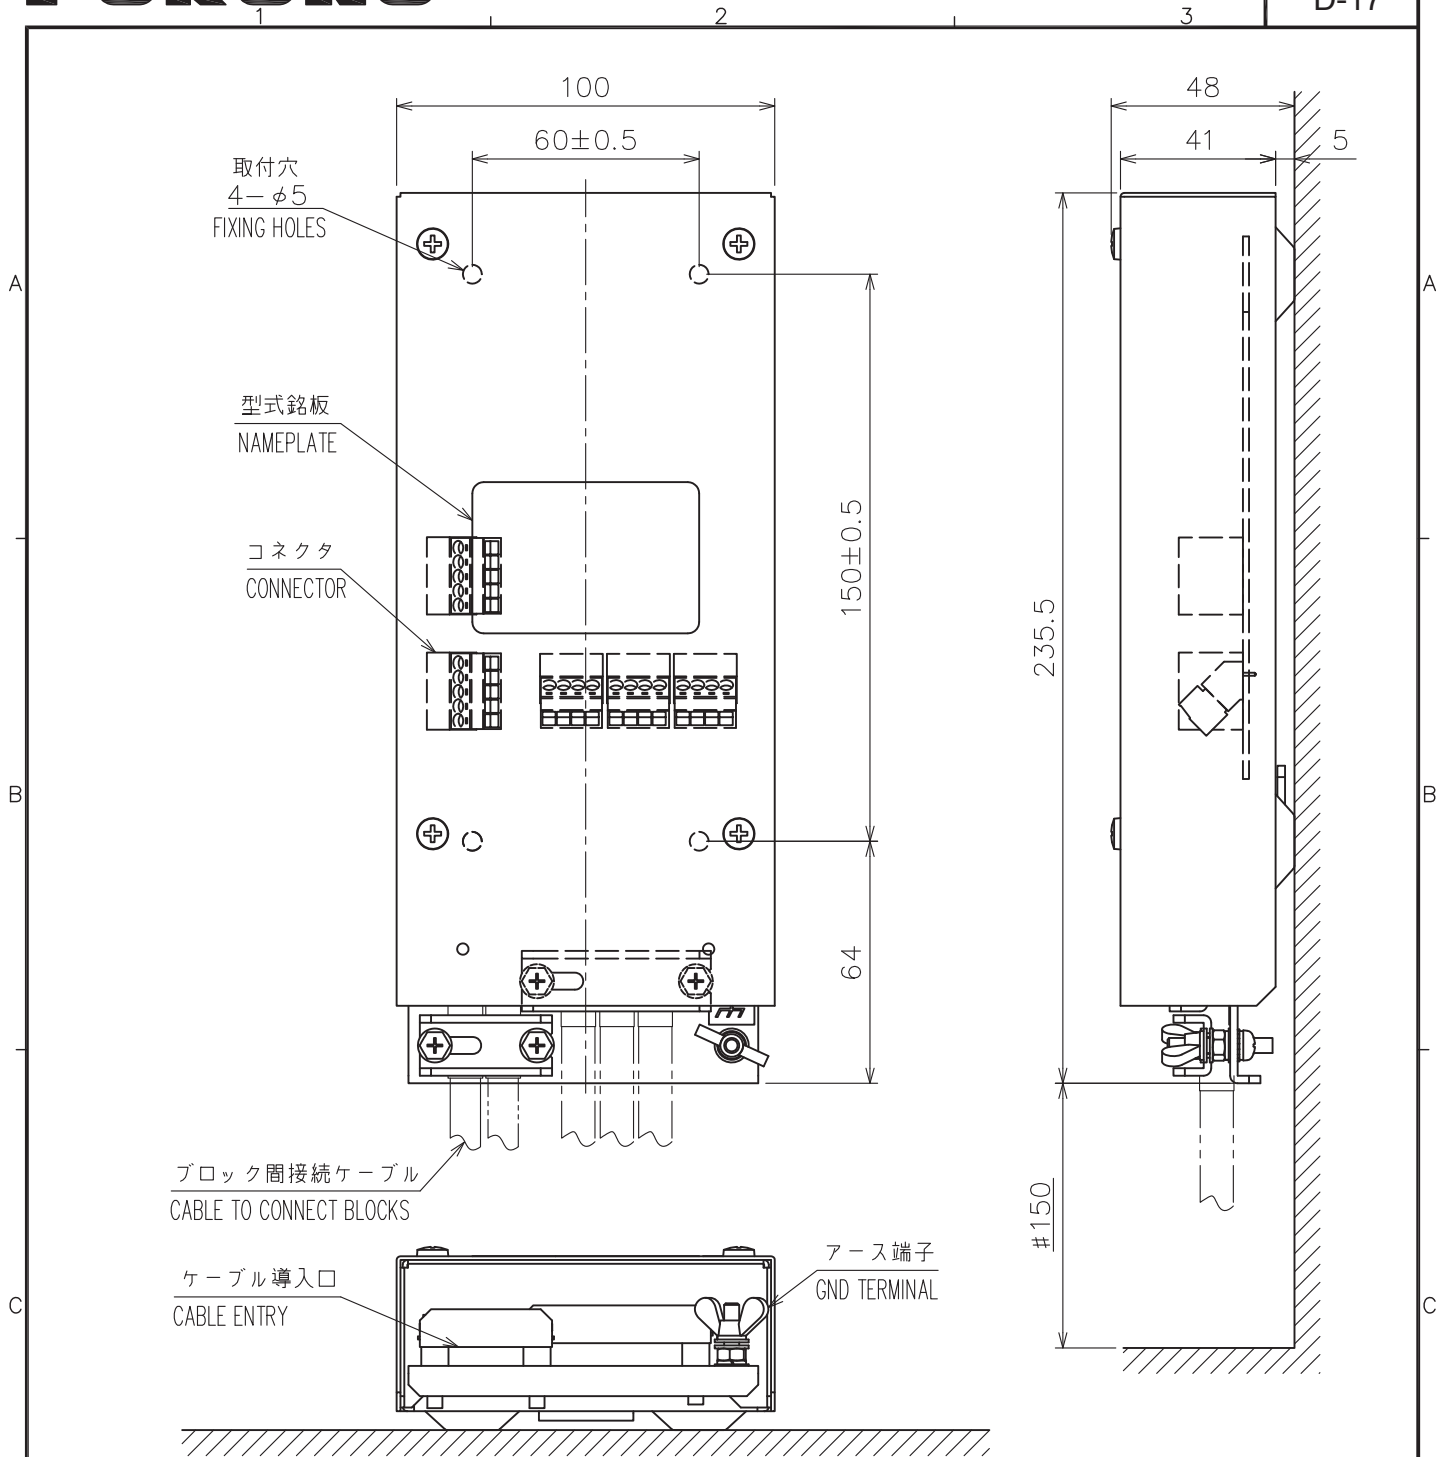 D-17
1
2
3
100
48
60±0.5
41
5
取付穴
4-φ5
FIXING HOLES
A
A
型式銘板
NAMEPLATE
コネクタ
CONNECTOR
150±0.5
235.5
B
B
64
ブロック間接続ケーブル
CABLE TO CONNECT BLOCKS
#150
アース端子
GND TERMINAL
ケーブル導入口
CABLE ENTRY
C
C